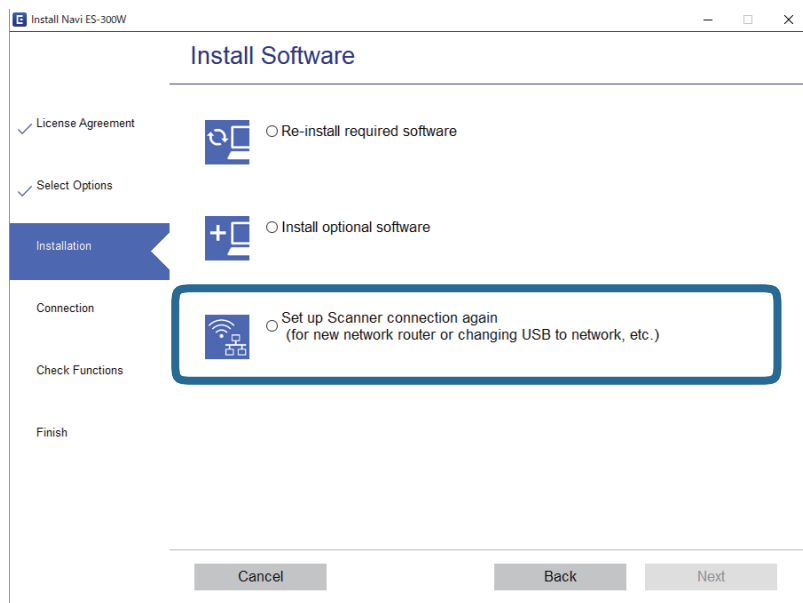 E Install Navi ES-300W
Install Software
License Agreement
Select Options
Installation
Connection
Check Functions
Finish
Re-install required software
Install optional software
Set up Scanner connection again
(for new network router or changing USB to network, etc.)
Cancel
Back
Next